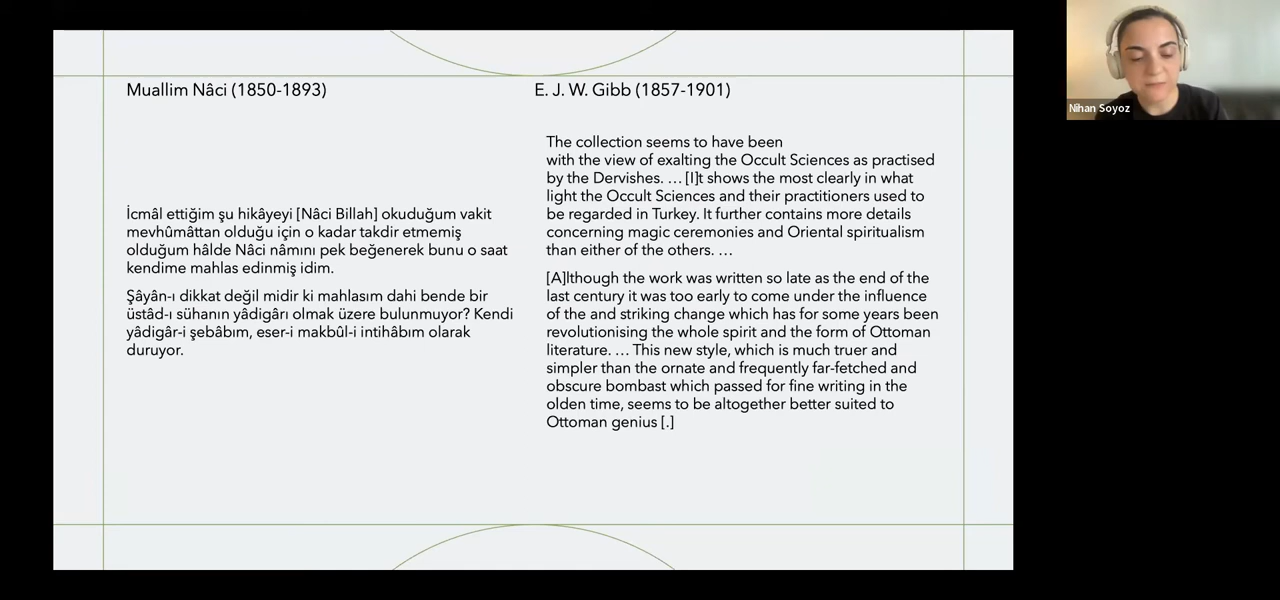 Muallim Nâci (1850-1893)
İcmâl ettiğim şu hikâyeyi [Nâci Billah] okuduğum vakit
mevhûmâttan olduğu için o kadar takdir etmemiş
olduğum hâlde Nâci nâmını pek beğenerek bunu o saat
kendime mahlas edinmiş idim.
Şâyân-ı dikkat değil midir ki mahlasım dahi bende bir
üstâd-ı sühanın yâdigârı olmak üzere bulunmuyor? Kendi
yâdigâr-i şebâbım, eser-i makbûl-i intihâbım olarak
duruyor.
E. J. W. Gibb (1857-1901)
The collection seems to have been
with the view of exalting the Occult Sciences as practised
by the Dervishes. … [I]t shows the most clearly in what
light the Occult Sciences and their practitioners used to
be regarded in Turkey. It further contains more details
concerning magic ceremonies and Oriental spiritualism
than either of the others. …
[A]lthough the work was written so late as the end of the
last century it was too early to come under the influence
of the and striking change which has for some years been
revolutionising the whole spirit and the form of Ottoman
literature. … This new style, which is much truer and
simpler than the ornate and frequently far-fetched and
obscure bombast which passed for fine writing in the
olden time, seems to be altogether better suited to
Ottoman genius [.]
Nihan Soyoz